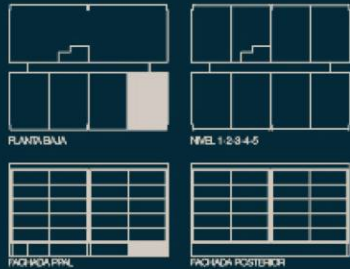 PLANTA BAJA
NIVEL 1-2-3-4-5
FACHADA PPAL
FACHADA POSTERIOR